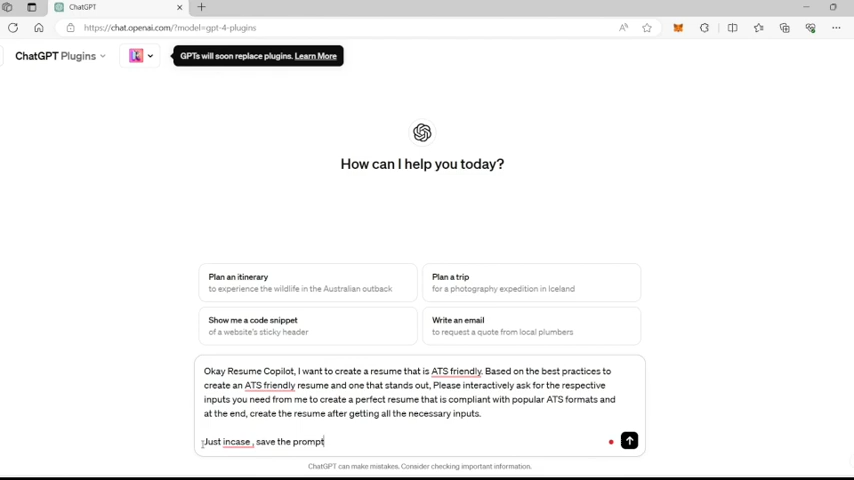 ChatGPT
https://chat.openai.com/?model=gpt-4-plugins
ChatGPT Plugins
GPTs will soon replace plugins. Learn More
How can I help you today?
Plan an itinerary
to experience the wildlife in the Australian outback
Plan a trip
for a photography expedition in Iceland
Show me a code snippet
of a website's sticky header
Write an email
to request a quote from local plumbers
Okay Resume Copilot, I want to create a resume that is ATS friendly. Based on the best practices to
create an ATS friendly resume and one that stands out, Please interactively ask for the respective
inputs you need from me to create a perfect resume that is compliant with popular ATS formats and
at the end, create the resume after getting all the necessary inputs.
Just incase , save the prompt
ChatGPT can make mistakes. Consider checking important information.